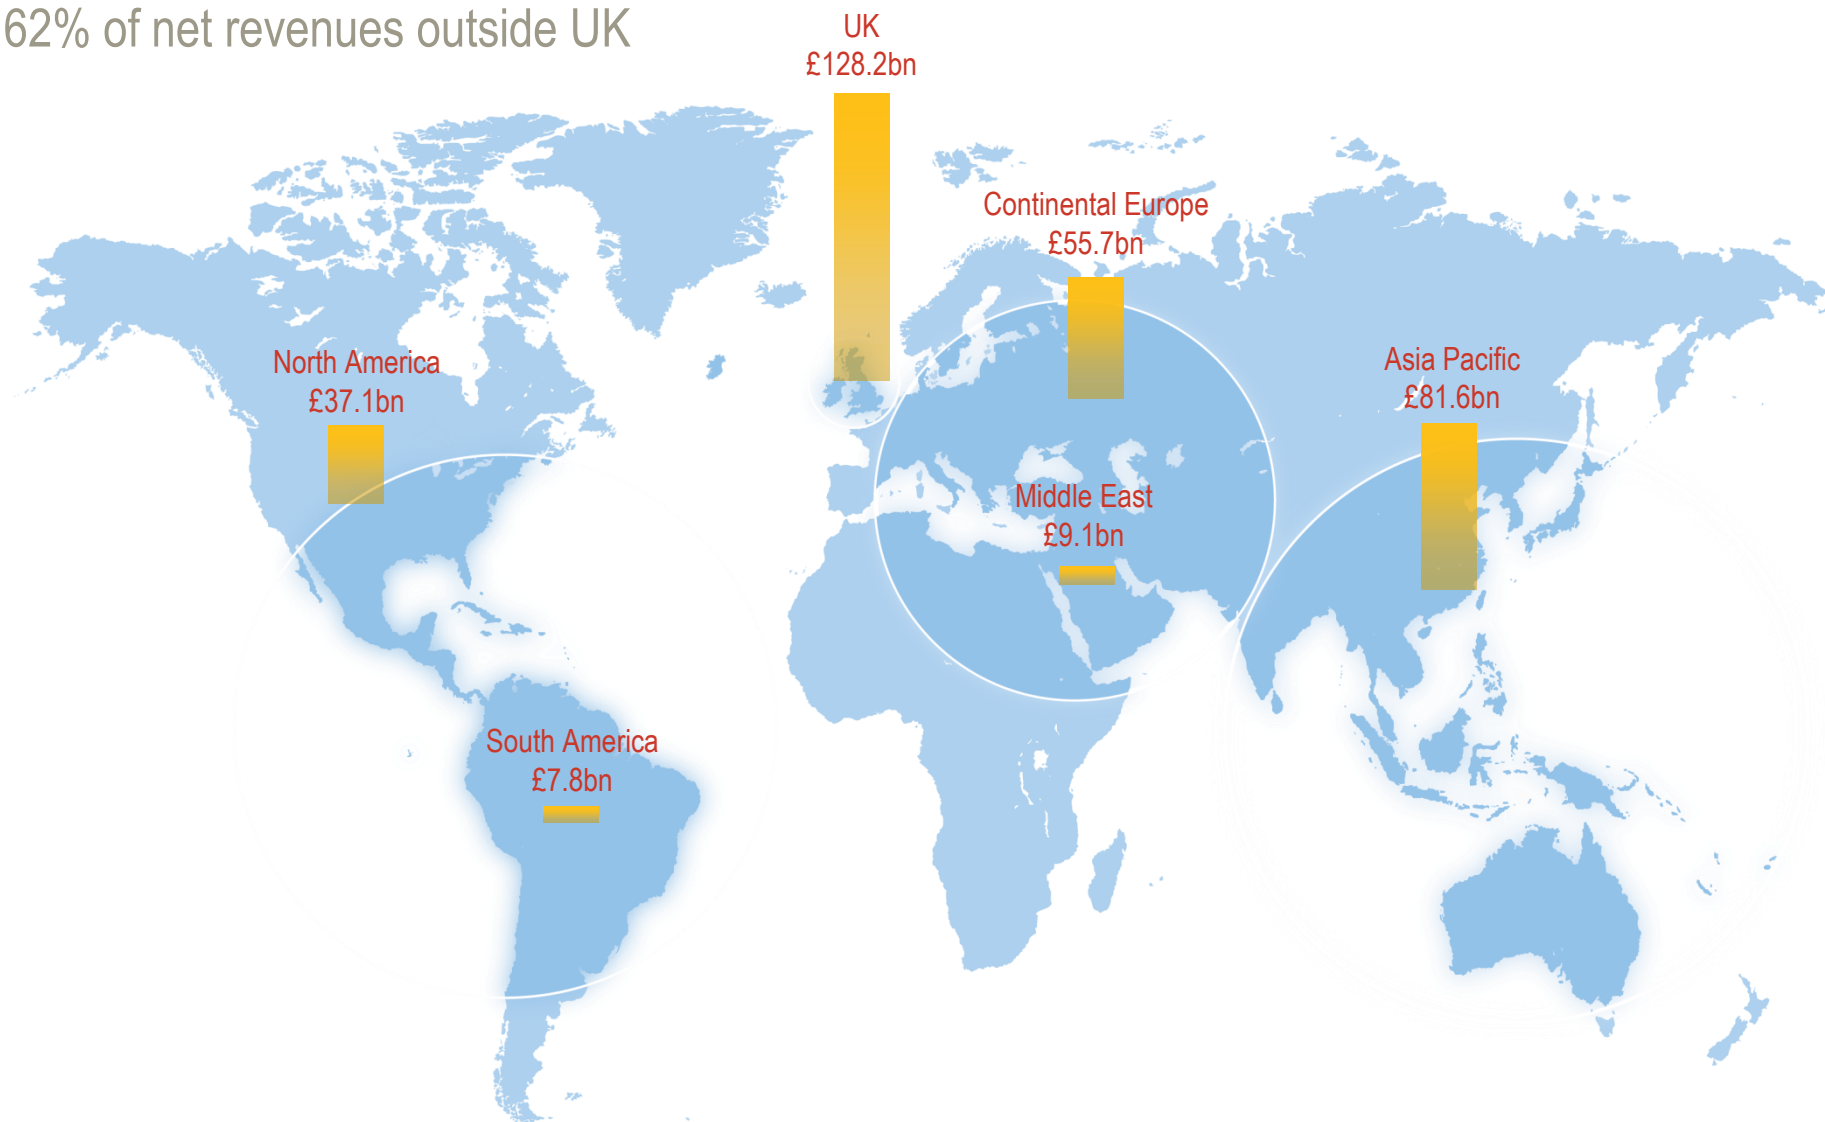 62% of net revenues outside UK
UK
£128.2bn
Continental Europe
£55.7bn
North America
£37.1bn
Asia Pacific
£81.6bn
Middle East
£9.1bn
South America
£7.8bn